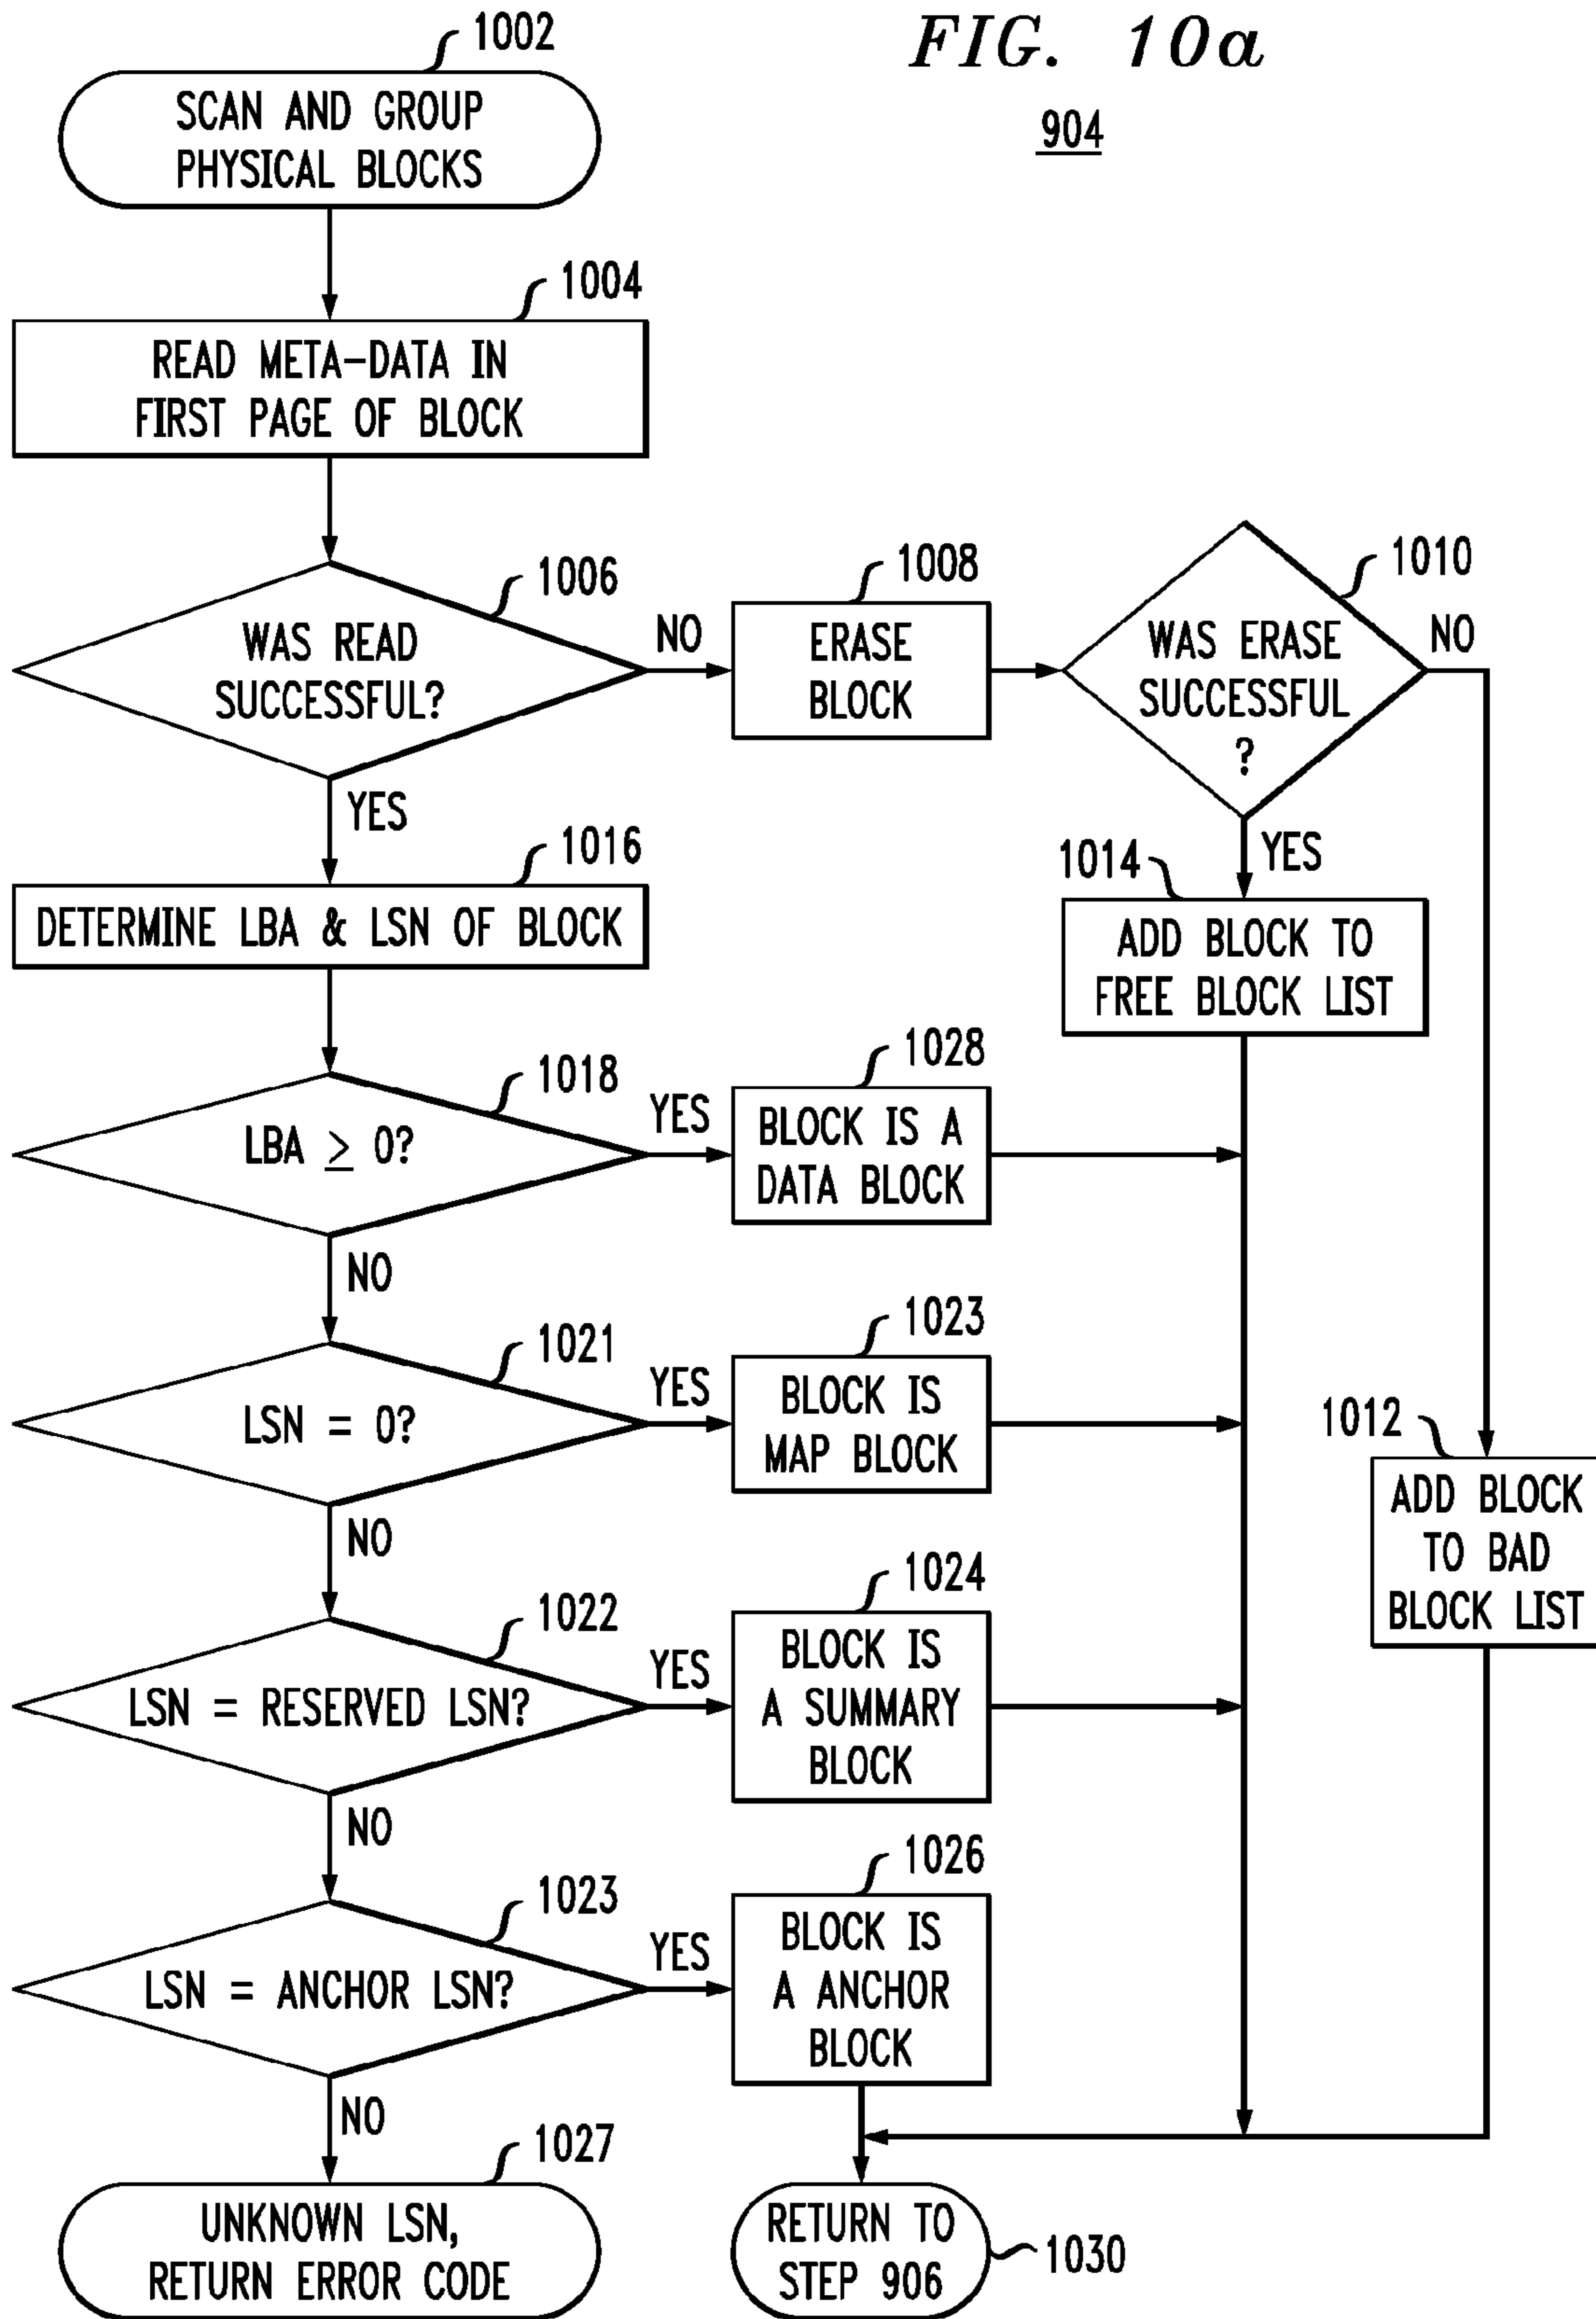 FIG. 10a
904
1002
SCAN AND GROUP
PHYSICAL BLOCKS
1004
READ META-DATA IN
FIRST PAGE OF BLOCK
1006
WAS READ
SUCCESSFUL?
NO
YES
1008
ERASE
BLOCK
1010
WAS ERASE
SUCCESSFUL
?
NO
YES
1014
ADD BLOCK TO
FREE BLOCK LIST
1016
DETERMINE LBA & LSN OF BLOCK
1018
LBA ≥ 0?
YES
NO
1028
BLOCK IS A
DATA BLOCK
1021
LSN = 0?
YES
NO
1023
BLOCK IS
MAP BLOCK
1012
ADD BLOCK
TO BAD
BLOCK LIST
1022
LSN = RESERVED LSN?
YES
NO
1024
BLOCK IS
A SUMMARY
BLOCK
1023
LSN = ANCHOR LSN?
YES
NO
1026
BLOCK IS
A ANCHOR
BLOCK
1027
UNKNOWN LSN,
RETURN ERROR CODE
RETURN TO
STEP 906
1030